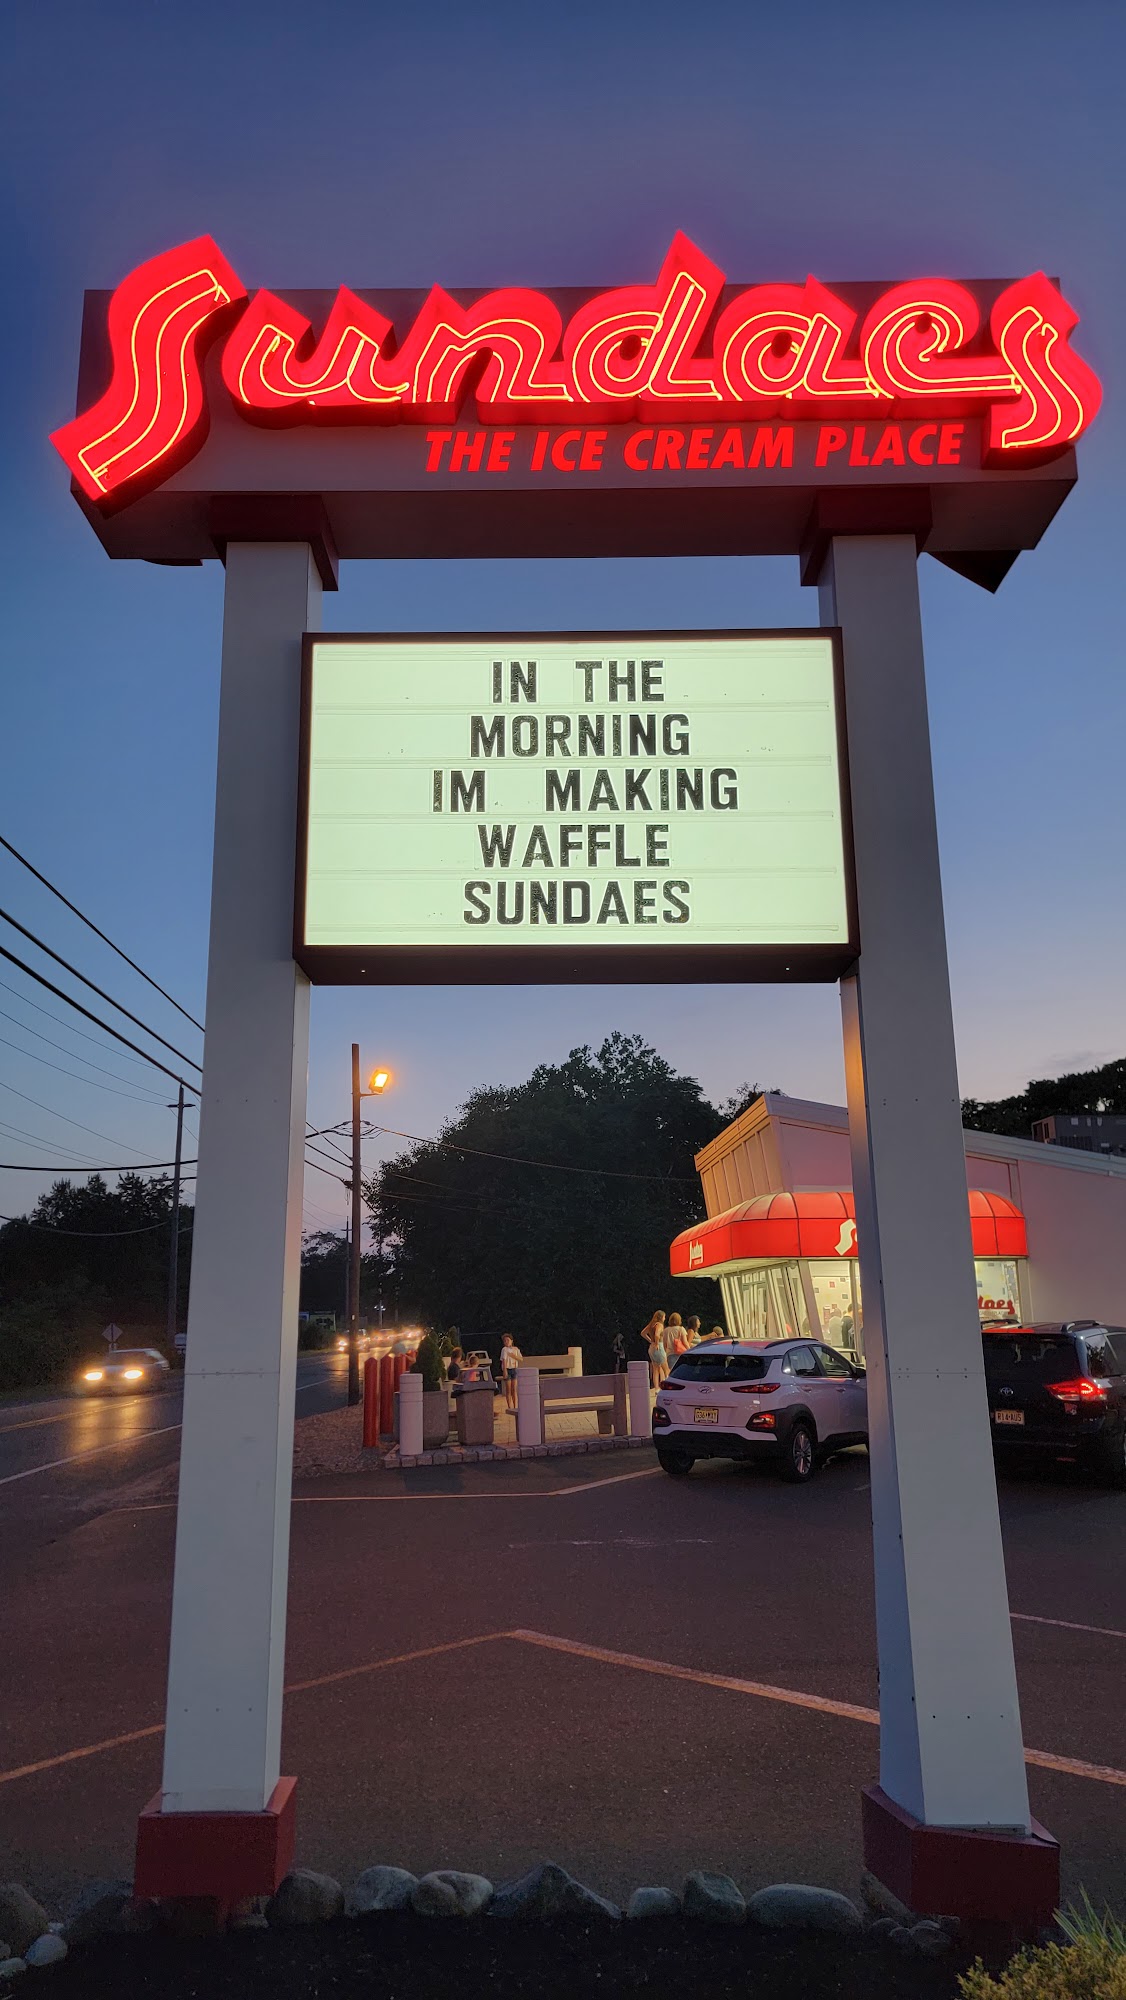 Sundaes
THE ICE CREAM PLACE
IN THE
MORNING
IM MAKING
WAFFLE
SUNDAES